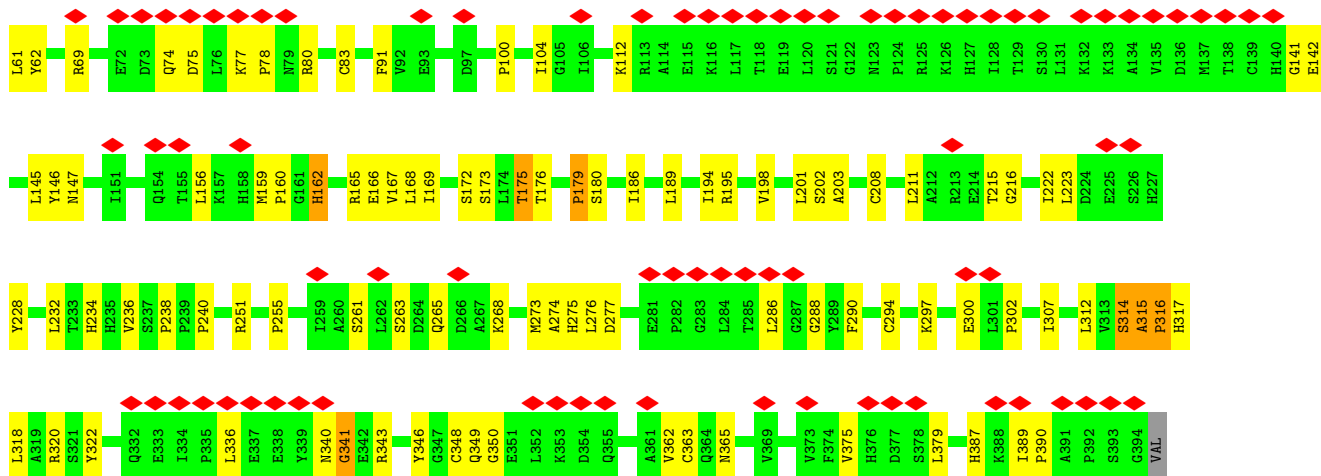 L61 Y62 R69 E72 D73 Q74 D75 L76 K77 P78 N79 R80 C83 F91 V92 E93 D97 P100 I104 G105 I106 K112 R113 A114 E115 K116 L117 T118 E119 L120 S121 G122 N123 P124 R125 K126 H127 I128 T129 S130 L131 K132 K133 A134 V135 D136 M137 T138 C139 H140 G141 E142
L145 Y146 N147 I151 Q154 T155 L156 K157 H158 M159 P160 G161 H162 R165 E166 V167 L168 I169 S172 S173 L174 T175 T176 P179 S180 I186 L189 I194 R195 V198 L201 S202 A203 C208 L211 A212 R213 E214 T215 G216 I222 L223 D224 E225 S226 H227
Y228 L232 T233 H234 H235 V236 S237 P238 P239 P240 R251 P255 I259 A260 S261 L262 S263 D264 Q265 D266 A267 K268 M273 A274 H275 L276 D277 E281 P282 G283 L284 T285 L286 G287 G288 Y289 F290 C294 K297 E300 L301 P302 I307 L312 V313 S314 A315 P316 H317
L318 A319 R320 S321 Y322 Q332 E333 I334 P335 L336 E337 E338 Y339 N340 G341 E342 R343 Y346 G347 C348 Q349 G350 E351 L352 K353 D354 Q355 A361 V362 C363 Q364 N365 V369 V373 F374 V375 H376 D377 S378 L379 H387 K388 I389 P390 A391 P392 S393 G394 VAL